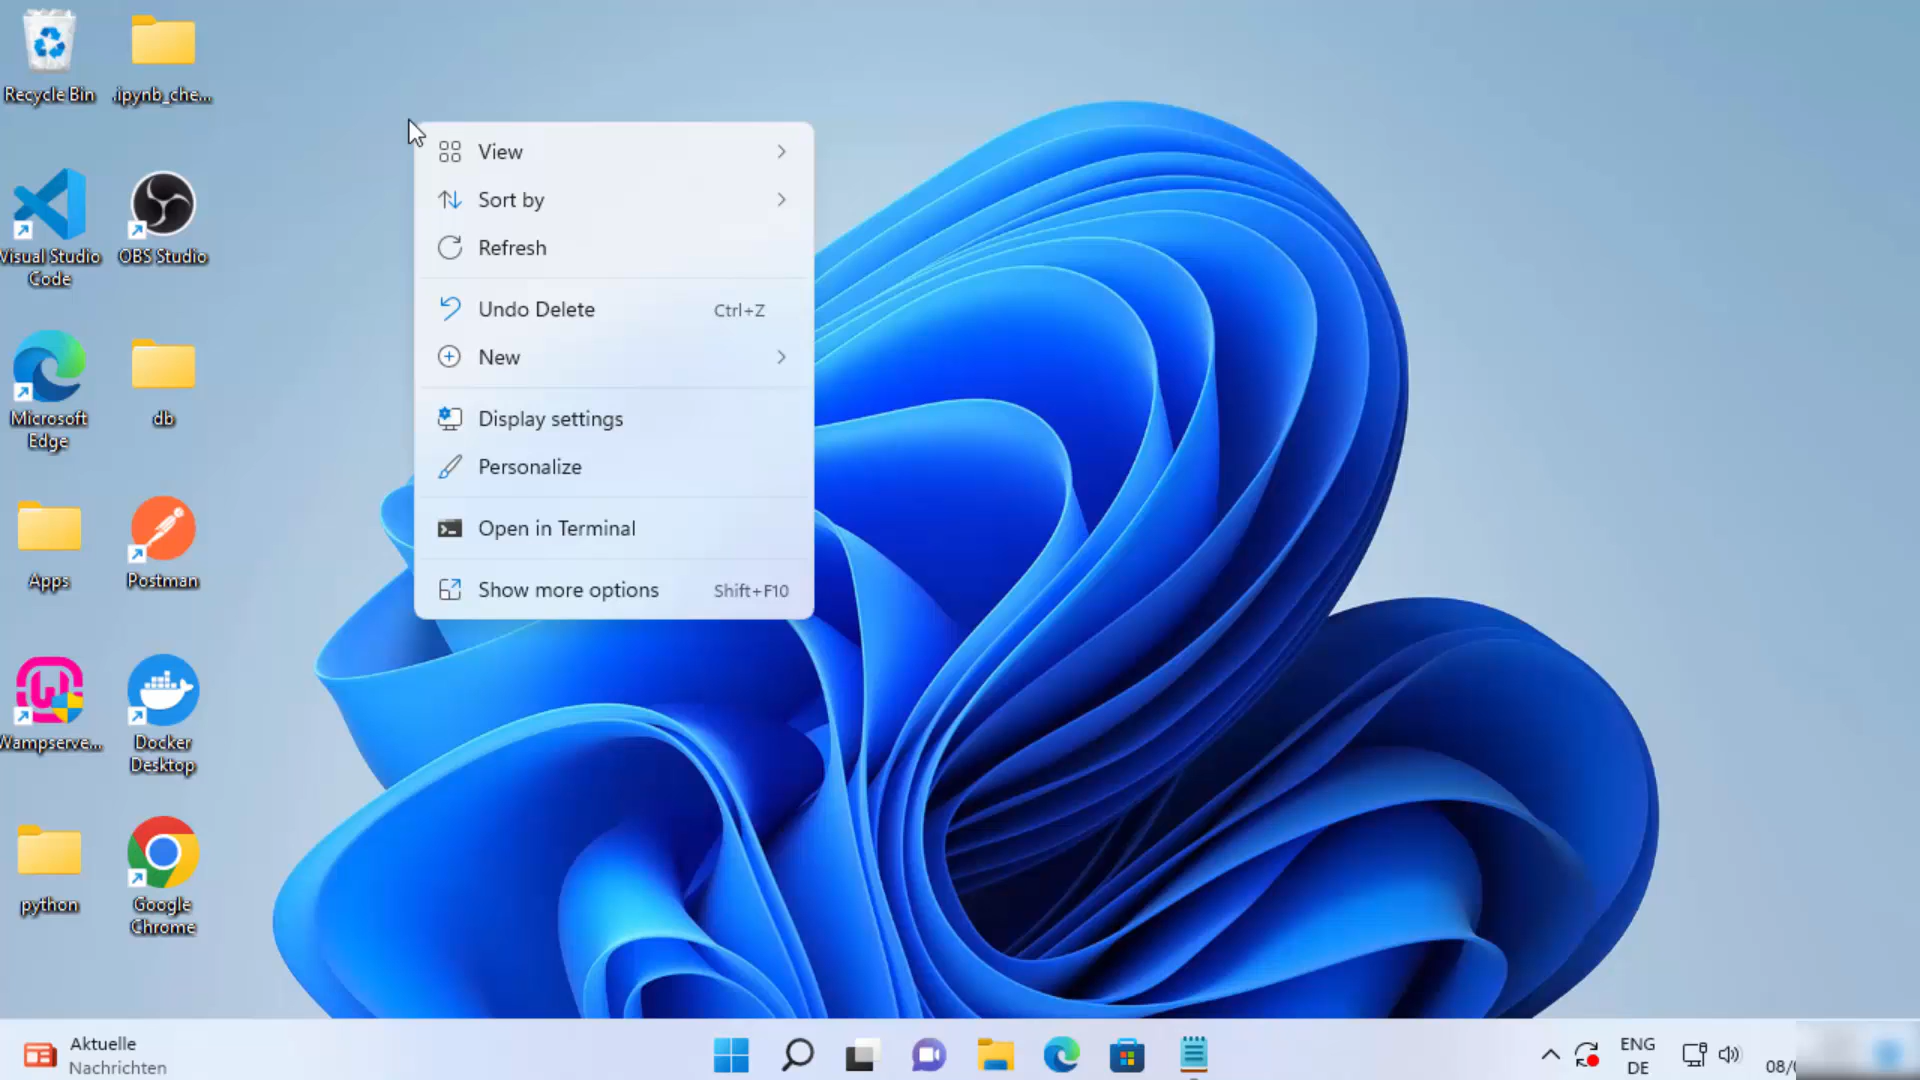 Recycle Bin
.ipynb_che...
Visual Studio
Code
OBS Studio
Microsoft
Edge
db
Apps
Postman
Wampserve...
Docker
Desktop
python
Google
Chrome
View
Sort by
Refresh
Undo Delete Ctrl+Z
New
Display settings
Personalize
Open in Terminal
Show more options Shift+F10
Aktuelle
Nachrichten
ENG
DE
08/